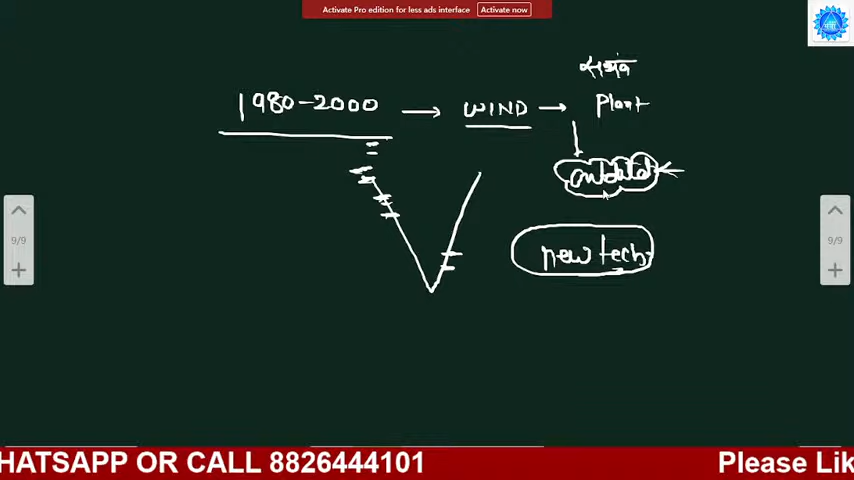 Activate Pro edition for less ads interface Activate now
1980-2000 → WIND → Plant
outdated
new tech
9/9
9/9
HATSAPP OR CALL 8826444101 Please Lik